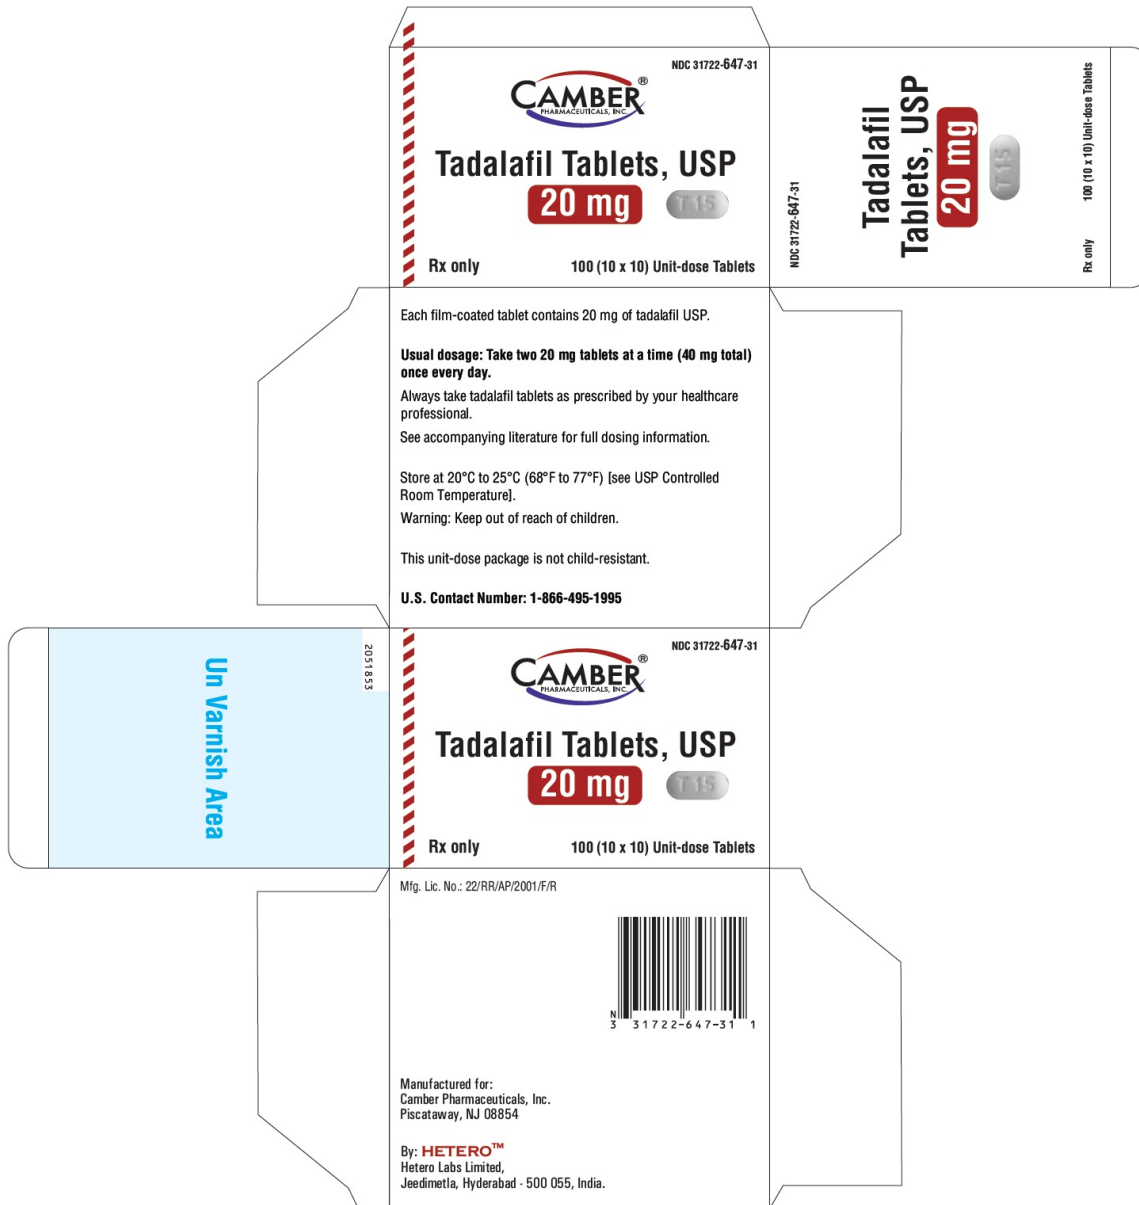 NDC 31722-647-31
CAMBER®
PHARMACEUTICALS, INC.
Tadalafil Tablets, USP
20 mg
T 15
Rx only
100 (10 x 10) Unit-dose Tablets
NDC 31722-647-31
Tadalafil
Tablets, USP
20 mg
T 15
Rx only
100 (10 x 10) Unit-dose Tablets
Each film-coated tablet contains 20 mg of tadalafil USP.
Usual dosage: Take two 20 mg tablets at a time (40 mg total)
once every day.
Always take tadalafil tablets as prescribed by your healthcare
professional.
See accompanying literature for full dosing information.
Store at 20°C to 25°C (68°F to 77°F) [see USP Controlled
Room Temperature].
Warning: Keep out of reach of children.
This unit-dose package is not child-resistant.
U.S. Contact Number: 1-866-495-1995
Un Varnish Area
2051853
NDC 31722-647-31
CAMBER®
PHARMACEUTICALS, INC.
Tadalafil Tablets, USP
20 mg
T 15
Rx only
100 (10 x 10) Unit-dose Tablets
Mfg. Lic. No.: 22/RR/AP/2001/F/R
N
3 31722-647-31 1
Manufactured for:
Camber Pharmaceuticals, Inc.
Piscataway, NJ 08854
By: HETERO™
Hetero Labs Limited,
Jeedimetla, Hyderabad - 500 055, India.